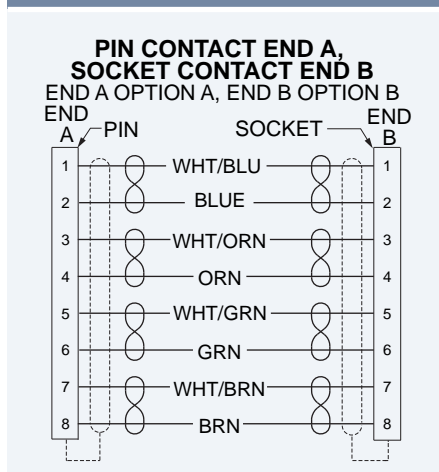 PIN CONTACT END A,
SOCKET CONTACT END B
END A OPTION A, END B OPTION B
END A PIN SOCKET END B
1 WHT/BLU 1
2 BLUE 2
3 WHT/ORN 3
4 ORN 4
5 WHT/GRN 5
6 GRN 6
7 WHT/BRN 7
8 BRN 8